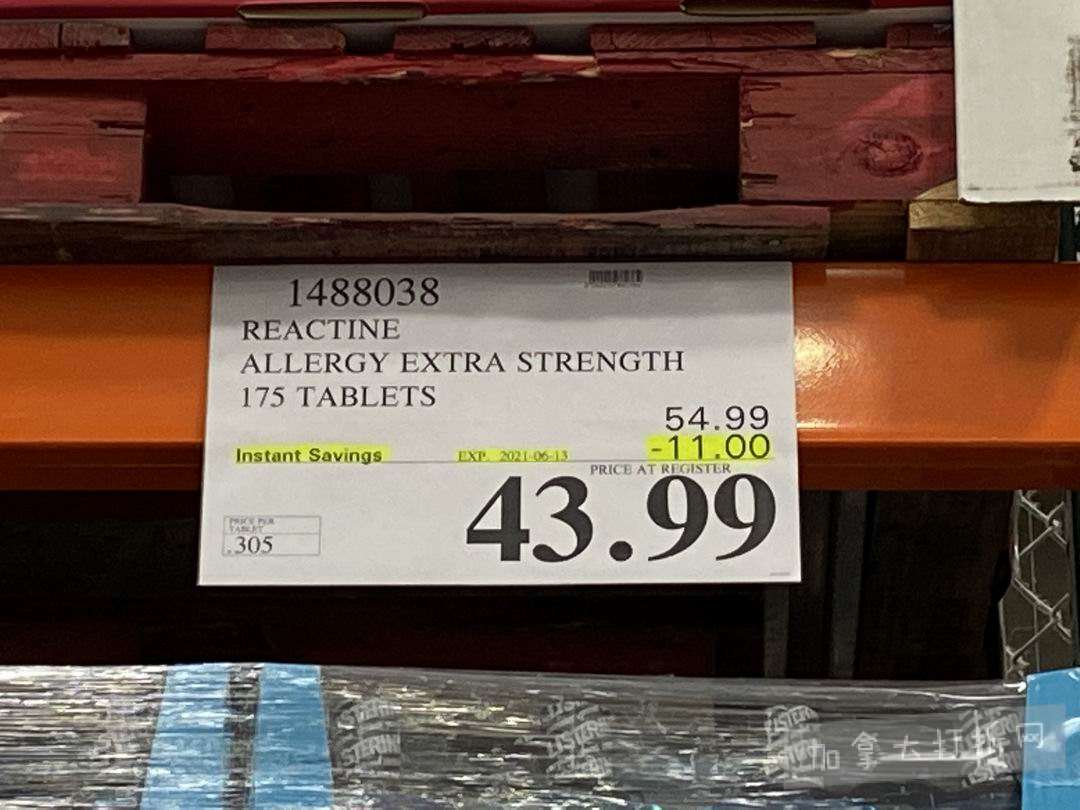 1488038
REACTINE
ALLERGY EXTRA STRENGTH
175 TABLETS
54.99
Instant Savings EXP. 2021-06-13 -11.00
PRICE AT REGISTER
43.99
PRICE PER
TABLET
.305
LISTERINE
加拿大打折网